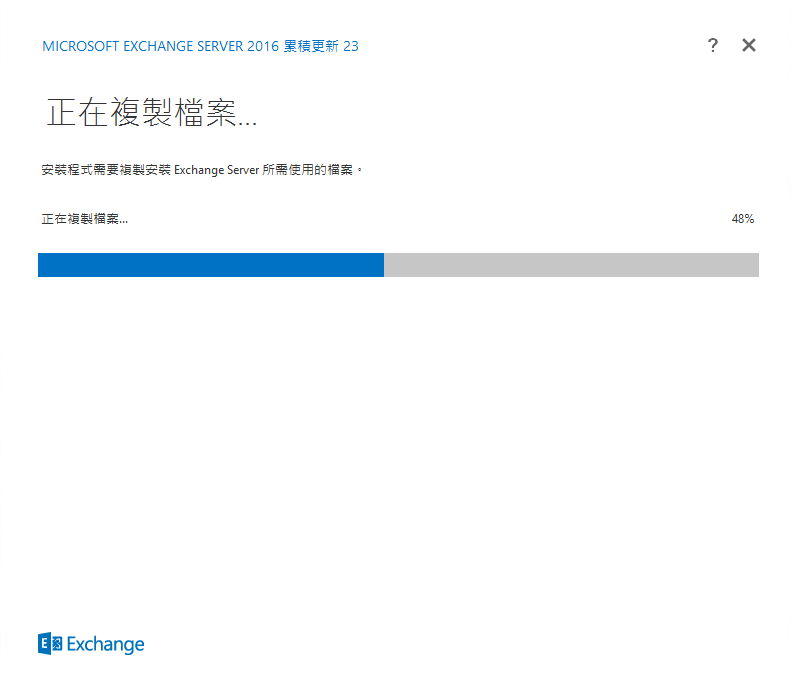 MICROSOFT EXCHANGE SERVER 2016 累積更新 23
?
正在複製檔案...
安裝程式需要複製安裝 Exchange Server 所需使用的檔案。
正在複製檔案... 48%
E Exchange